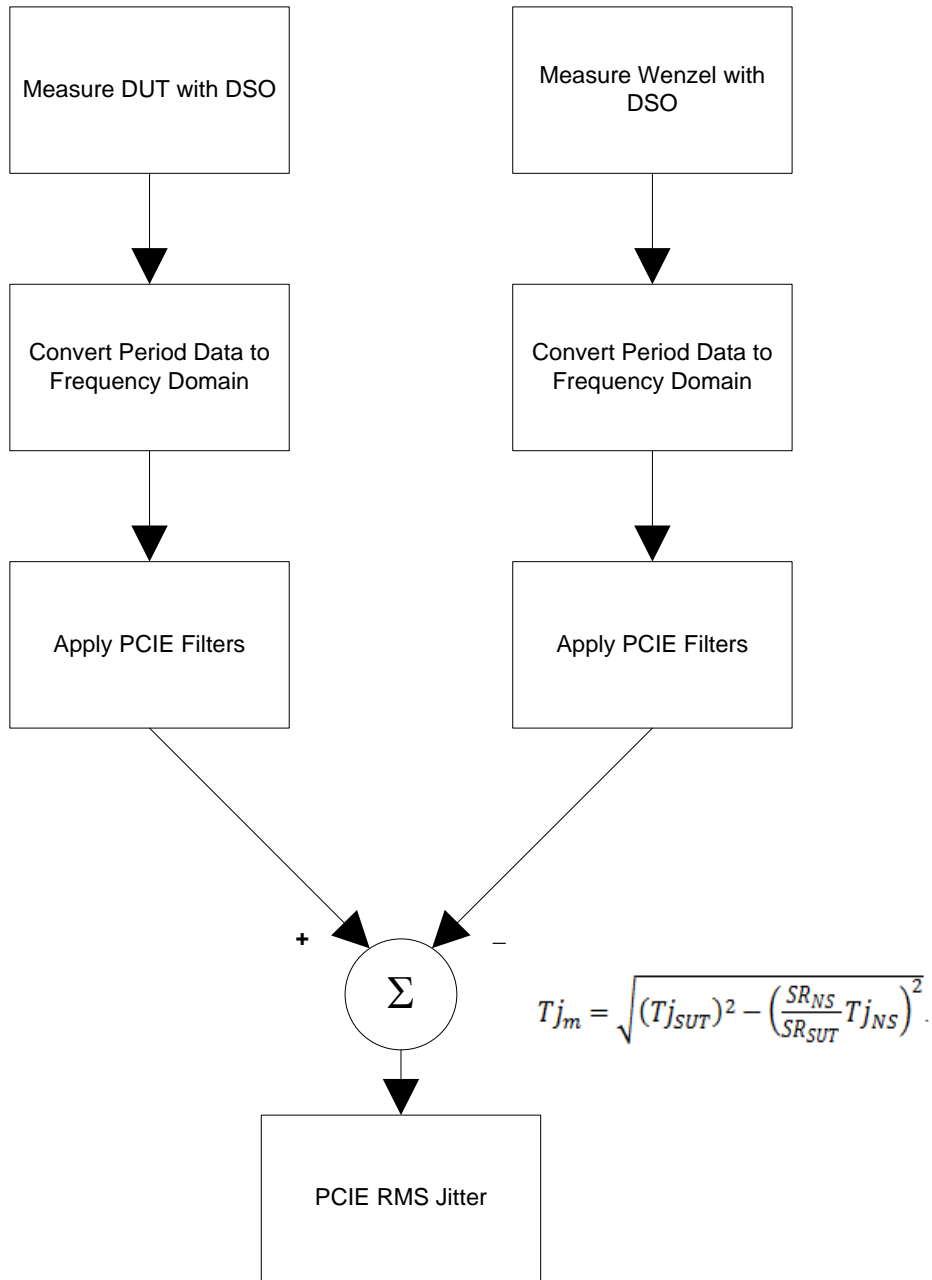 Measure DUT with DSO
Measure Wenzel with
DSO
Convert Period Data to
Frequency Domain
Convert Period Data to
Frequency Domain
Apply PCIE Filters
Apply PCIE Filters
+
–
Σ
Tj_m = √((Tj_SUT)² − (SR_NS/SR_SUT Tj_NS)²).
PCIE RMS Jitter